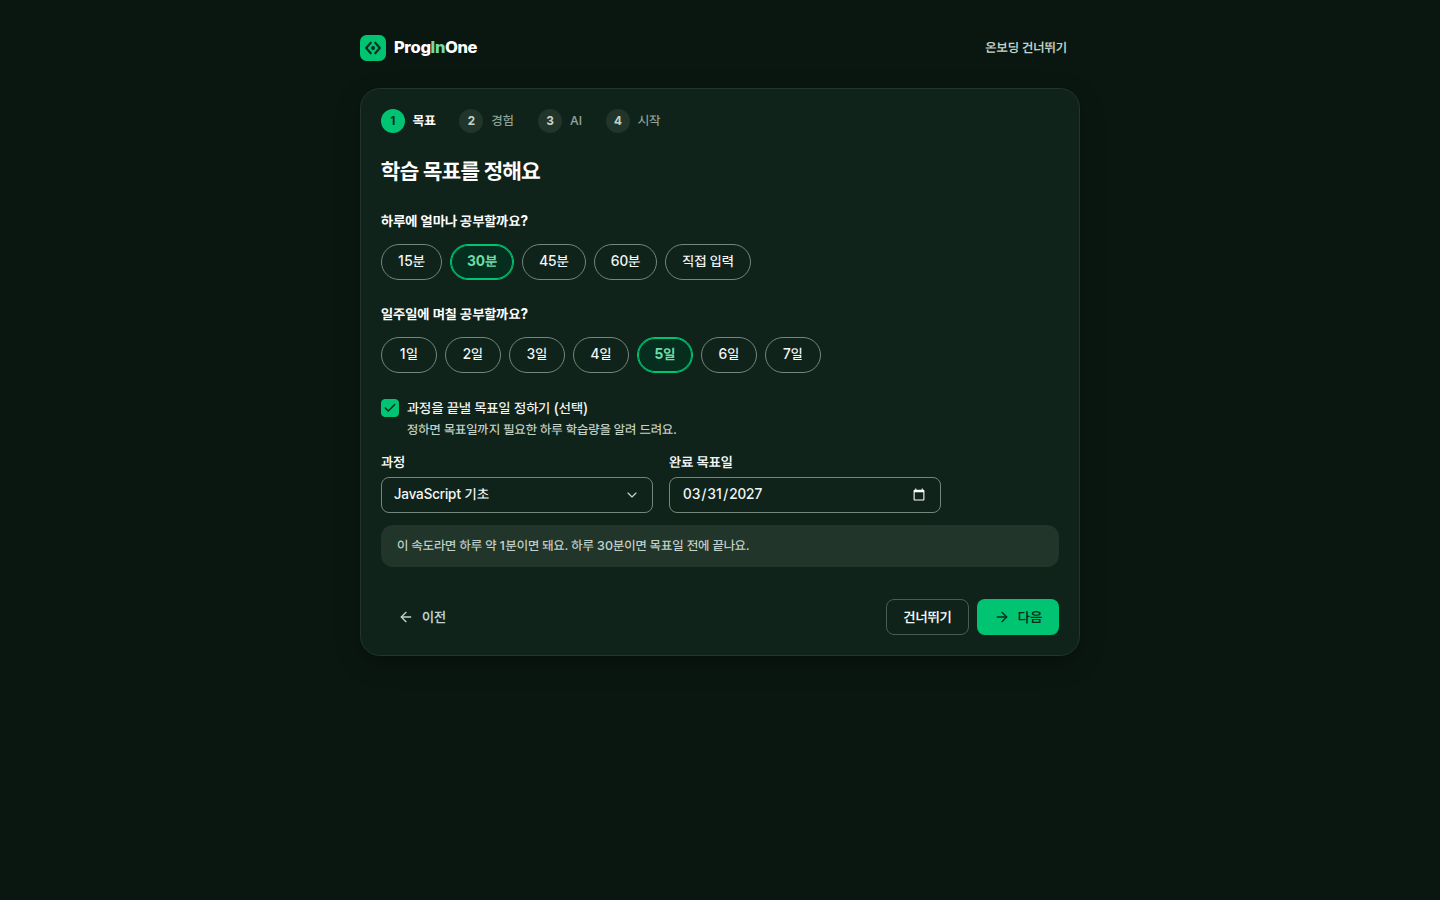 ProgInOne
온보딩 건너뛰기
1 목표 2 경험 3 AI 4 시작
학습 목표를 정해요
하루에 얼마나 공부할까요?
15분 30분 45분 60분 직접 입력
일주일에 며칠 공부할까요?
1일 2일 3일 4일 5일 6일 7일
과정을 끝낼 목표일 정하기 (선택)
정하면 목표일까지 필요한 하루 학습량을 알려 드려요.
과정 완료 목표일
JavaScript 기초 03/31/2027
이 속도라면 하루 약 1분이면 돼요. 하루 30분이면 목표일 전에 끝나요.
이전 건너뛰기 다음